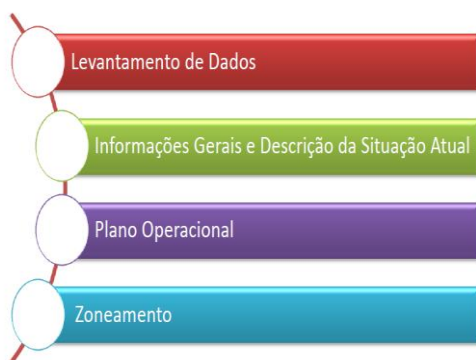 Levantamento de Dados
Informações Gerais e Descrição da Situação Atual
Plano Operacional
Zoneamento